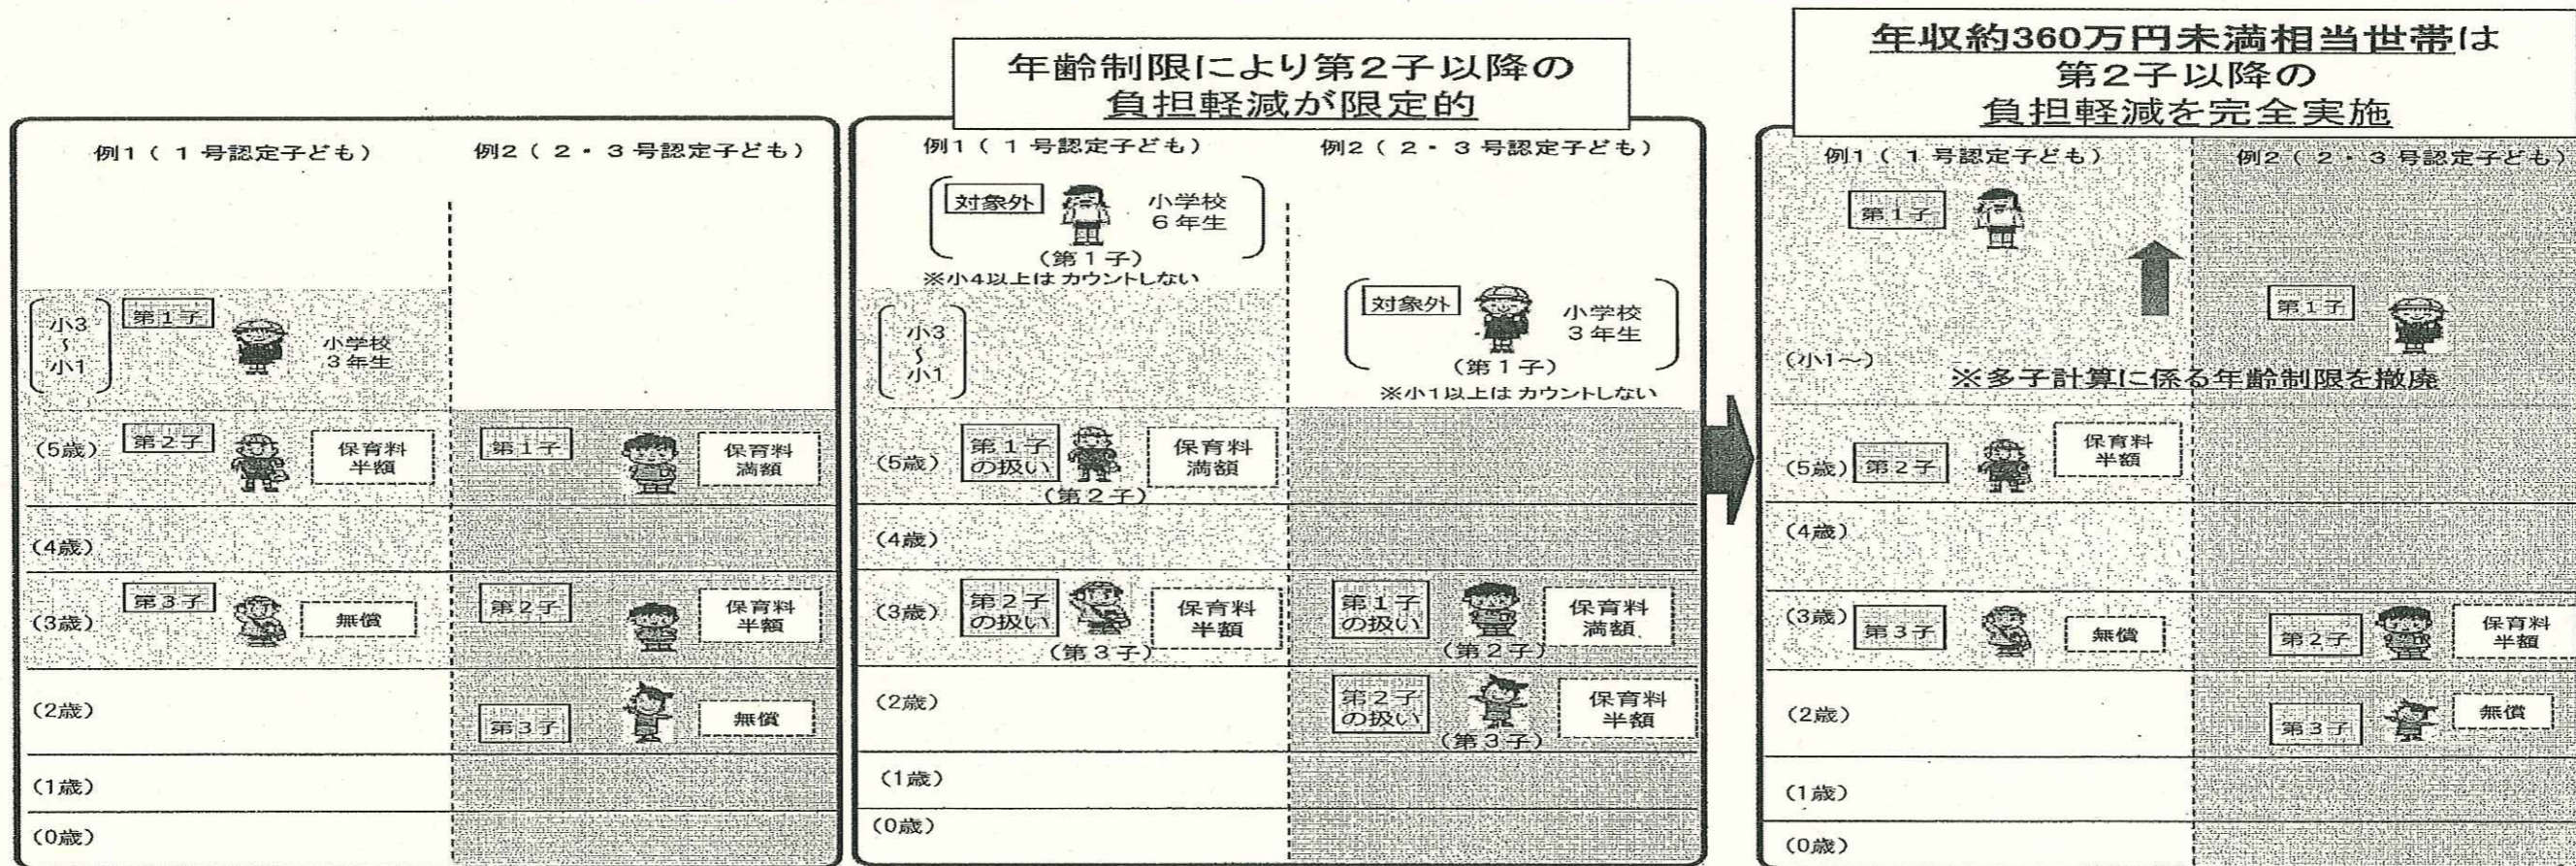 例1(1号認定子ども)
例2(2・3号認定子ども)
小3
～
小1
第1子
小学校
3年生
(5歳)
第2子
保育料
半額
第1子
保育料
満額
(4歳)
(3歳)
第3子
無償
第2子
保育料
半額
(2歳)
第3子
無償
(1歳)
(0歳)
年齢制限により第2子以降の
負担軽減が限定的
例1(1号認定子ども)
例2(2・3号認定子ども)
対象外
小学校
6年生
(第1子)
※小4以上はカウントしない
対象外
小学校
3年生
(第1子)
※小1以上はカウントしない
小3
～
小1
(5歳)
第1子
の扱い
保育料
満額
(第2子)
(4歳)
(3歳)
第2子
の扱い
保育料
半額
(第3子)
第1子
の扱い
保育料
満額
(第2子)
(2歳)
第2子
の扱い
保育料
半額
(第3子)
(1歳)
(0歳)
年収約360万円未満相当世帯は
第2子以降の
負担軽減を完全実施
例1(1号認定子ども)
例2(2・3号認定子ども)
第1子
第1子
(小1～)
※多子計算に係る年齢制限を撤廃
(5歳)
第2子
保育料
半額
(4歳)
(3歳)
第3子
無償
第2子
保育料
半額
(2歳)
第3子
無償
(1歳)
(0歳)